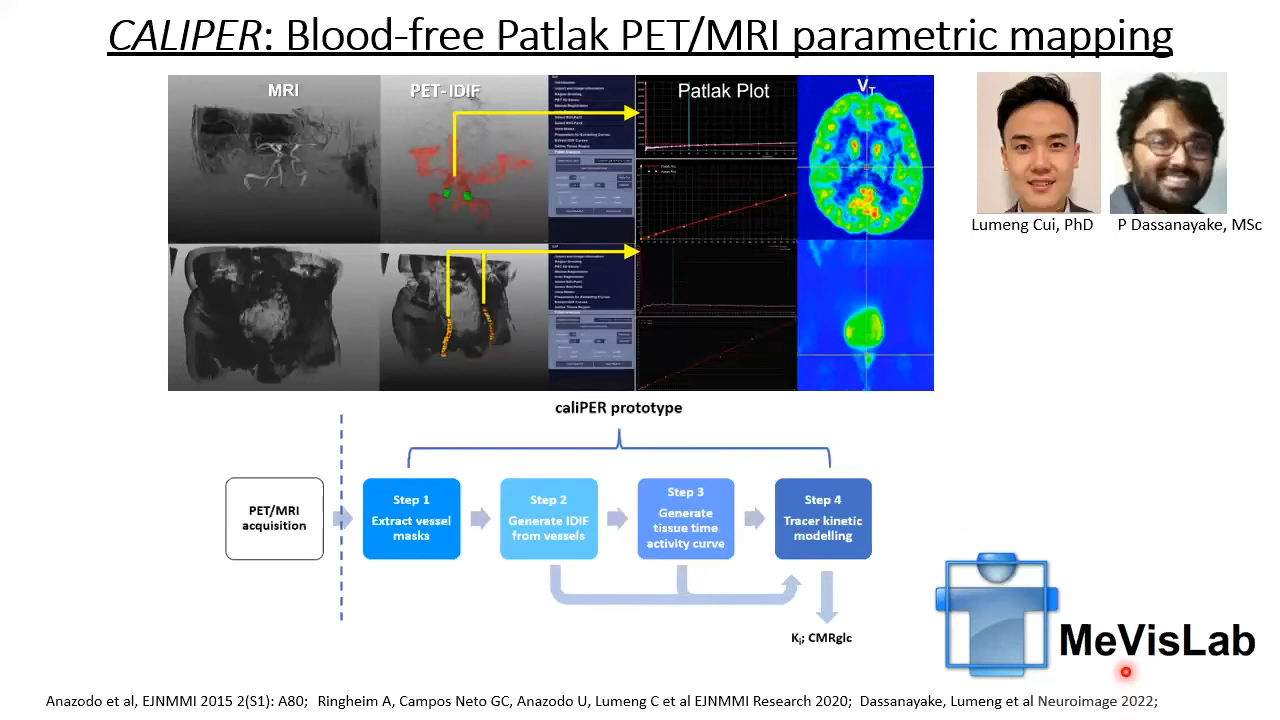 CALIPER: Blood-free Patlak PET/MRI parametric mapping
MRI
PET-IDIF
Patlak Plot
VT
Lumeng Cui, PhD
P Dassanayake, MSc
caliPER prototype
PET/MRI
acquisition
Step 1
Extract vessel
masks
Step 2
Generate IDIF
from vessels
Step 3
Generate
tissue time
activity curve
Step 4
Tracer kinetic
modelling
Ki; CMRglc
MeVisLab
Anazodo et al, EJNMMI 2015 2(S1): A80; Ringheim A, Campos Neto GC, Anazodo U, Lumeng C et al EJNMMI Research 2020; Dassanayake, Lumeng et al Neuroimage 2022;